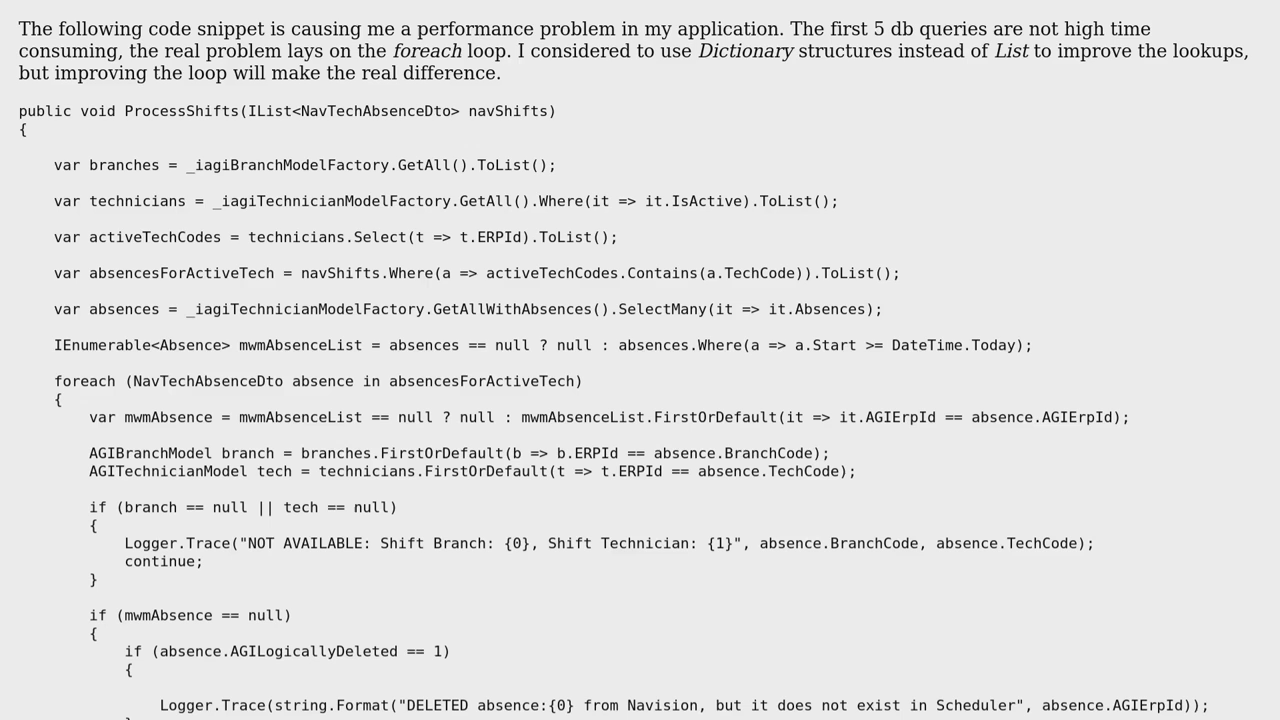 The following code snippet is causing me a performance problem in my application. The first 5 db queries are not high time
consuming, the real problem lays on the foreach loop. I considered to use Dictionary structures instead of List to improve the lookups,
but improving the loop will make the real difference.
public void ProcessShifts(IList<NavTechAbsenceDto> navShifts)
{
    var branches = _iagiBranchModelFactory.GetAll().ToList();
    var technicians = _iagiTechnicianModelFactory.GetAll().Where(it => it.IsActive).ToList();
    var activeTechCodes = technicians.Select(t => t.ERPId).ToList();
    var absencesForActiveTech = navShifts.Where(a => activeTechCodes.Contains(a.TechCode)).ToList();
    var absences = _iagiTechnicianModelFactory.GetAllWithAbsences().SelectMany(it => it.Absences);
    IEnumerable<Absence> mwmAbsenceList = absences == null ? null : absences.Where(a => a.Start >= DateTime.Today);
    foreach (NavTechAbsenceDto absence in absencesForActiveTech)
    {
        var mwmAbsence = mwmAbsenceList == null ? null : mwmAbsenceList.FirstOrDefault(it => it.AGIErpId == absence.AGIErpId);
        AGIBranchModel branch = branches.FirstOrDefault(b => b.ERPId == absence.BranchCode);
        AGITechnicianModel tech = technicians.FirstOrDefault(t => t.ERPId == absence.TechCode);
        if (branch == null || tech == null)
        {
            Logger.Trace("NOT AVAILABLE: Shift Branch: {0}, Shift Technician: {1}", absence.BranchCode, absence.TechCode);
            continue;
        }
        if (mwmAbsence == null)
        {
            if (absence.AGILogicallyDeleted == 1)
            {
                Logger.Trace(string.Format("DELETED absence:{0} from Navision, but it does not exist in Scheduler", absence.AGIErpId));